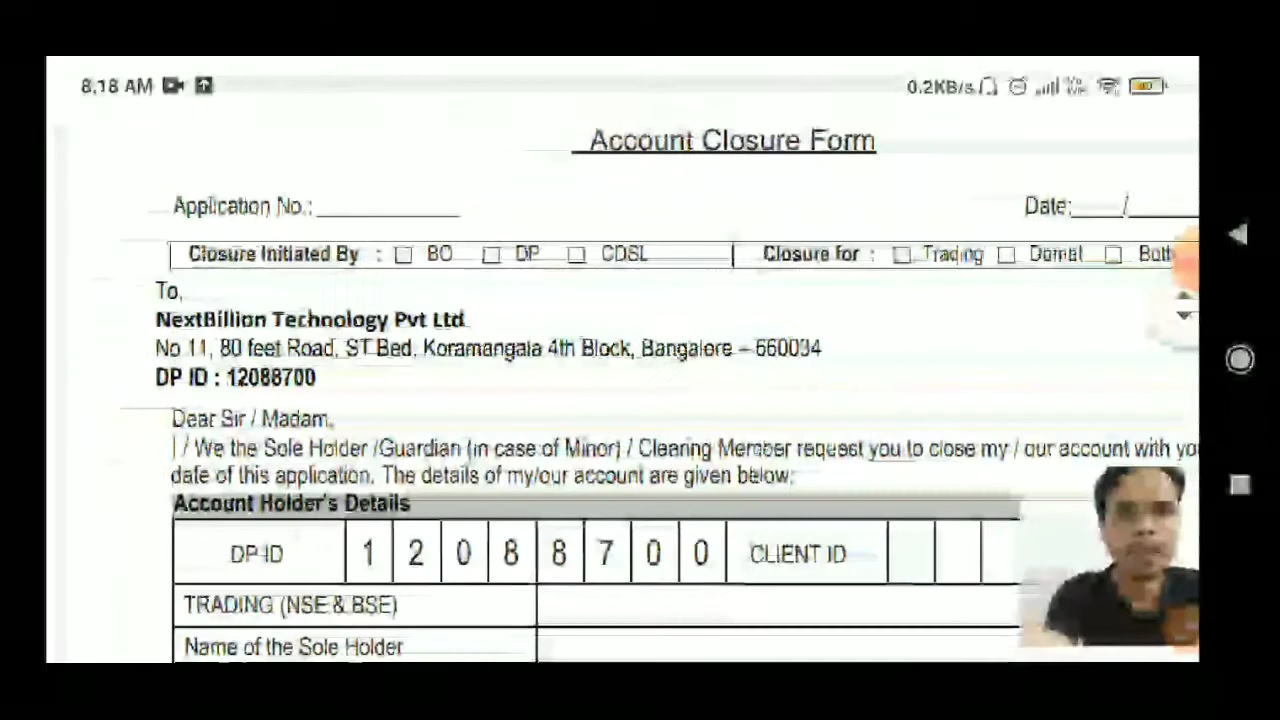 8.18 AM
0.2KB/s
Account Closure Form
Application No.: __________ Date:____/____
Closure Initiated By : BO DP CDSL Closure for : Trading Demat Both
To,
NextBillion Technology Pvt Ltd
No 11, 80 feet Road, ST Bed, Koramangala 4th Block, Bangalore – 560034
DP ID : 12088700
Dear Sir / Madam,
I / We the Sole Holder /Guardian (in case of Minor) / Clearing Member request you to close my / our account with you
date of this application. The details of my/our account are given below:
Account Holder's Details
DP ID 1 2 0 8 8 7 0 0 CLIENT ID
TRADING (NSE & BSE)
Name of the Sole Holder